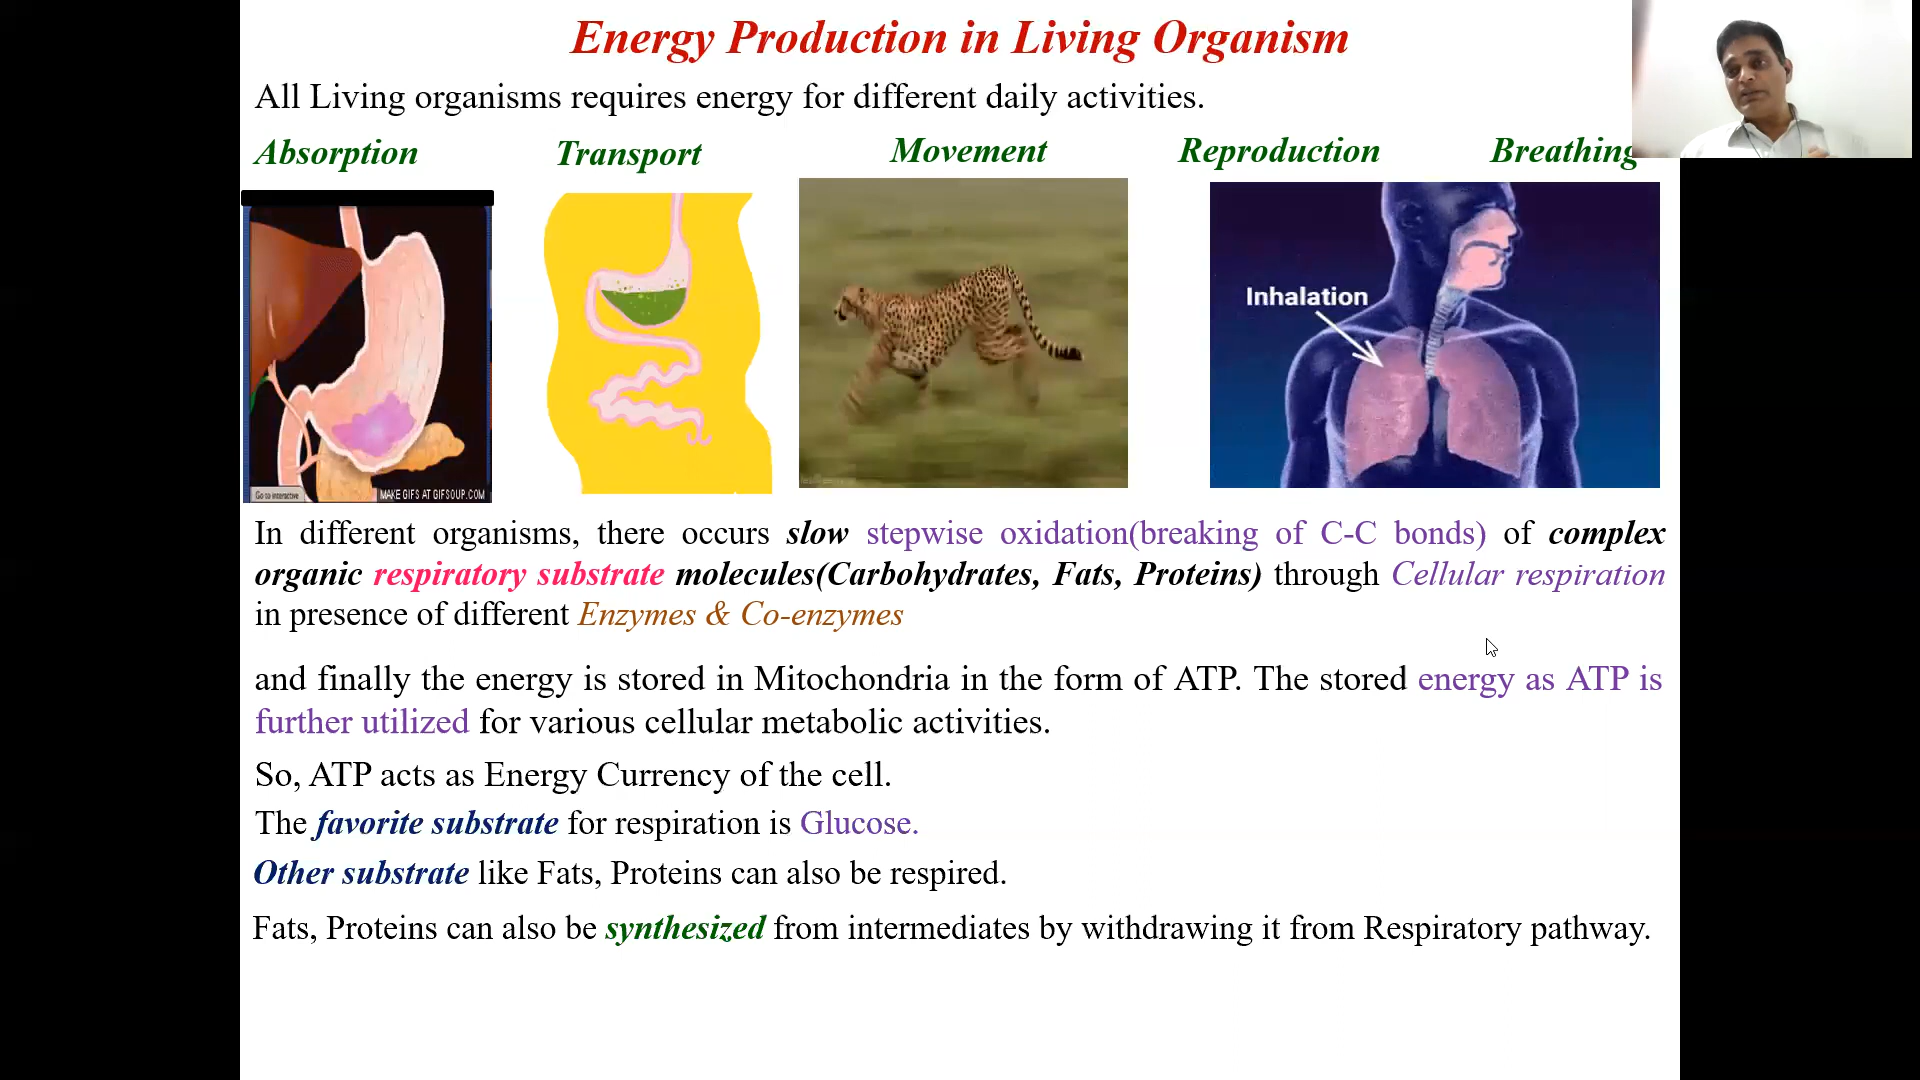 Energy Production in Living Organism
All Living organisms requires energy for different daily activities.
Absorption Transport Movement Reproduction Breathing
Inhalation
Go to interactive MAKE GIFS AT GIFSOUP.COM
In different organisms, there occurs slow stepwise oxidation(breaking of C-C bonds) of complex
organic respiratory substrate molecules(Carbohydrates, Fats, Proteins) through Cellular respiration
in presence of different Enzymes & Co-enzymes
and finally the energy is stored in Mitochondria in the form of ATP. The stored energy as ATP is
further utilized for various cellular metabolic activities.
So, ATP acts as Energy Currency of the cell.
The favorite substrate for respiration is Glucose.
Other substrate like Fats, Proteins can also be respired.
Fats, Proteins can also be synthesized from intermediates by withdrawing it from Respiratory pathway.